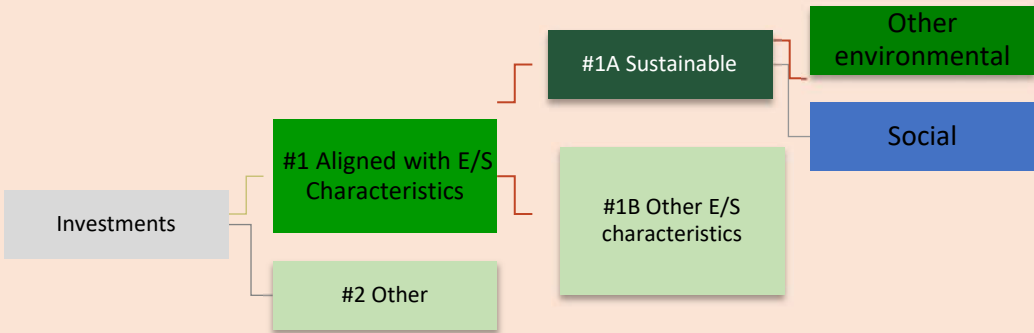 Investments
#1 Aligned with E/S
Characteristics
#2 Other
#1A Sustainable
#1B Other E/S
characteristics
Other
environmental
Social